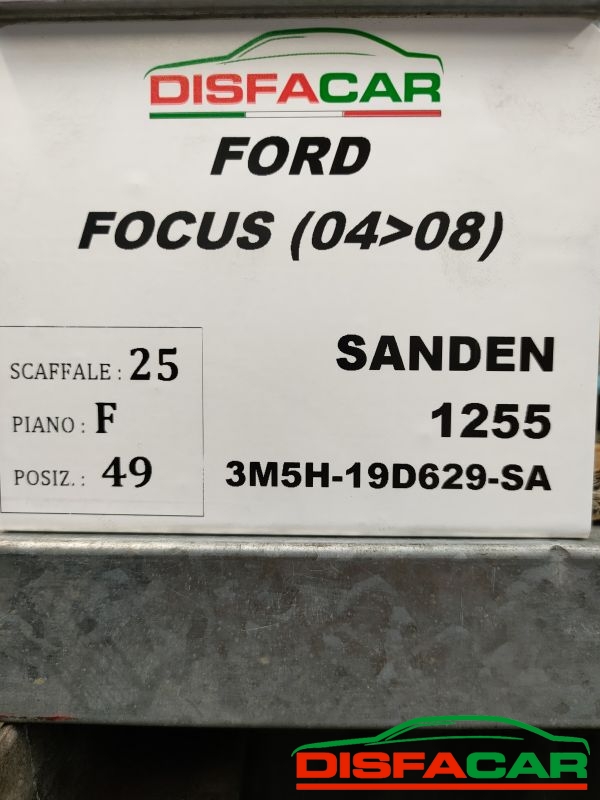 DISFACAR
FORD
FOCUS (04>08)
SCAFFALE : 25
PIANO : F
POSIZ. : 49
SANDEN
1255
3M5H-19D629-SA
DISFACAR